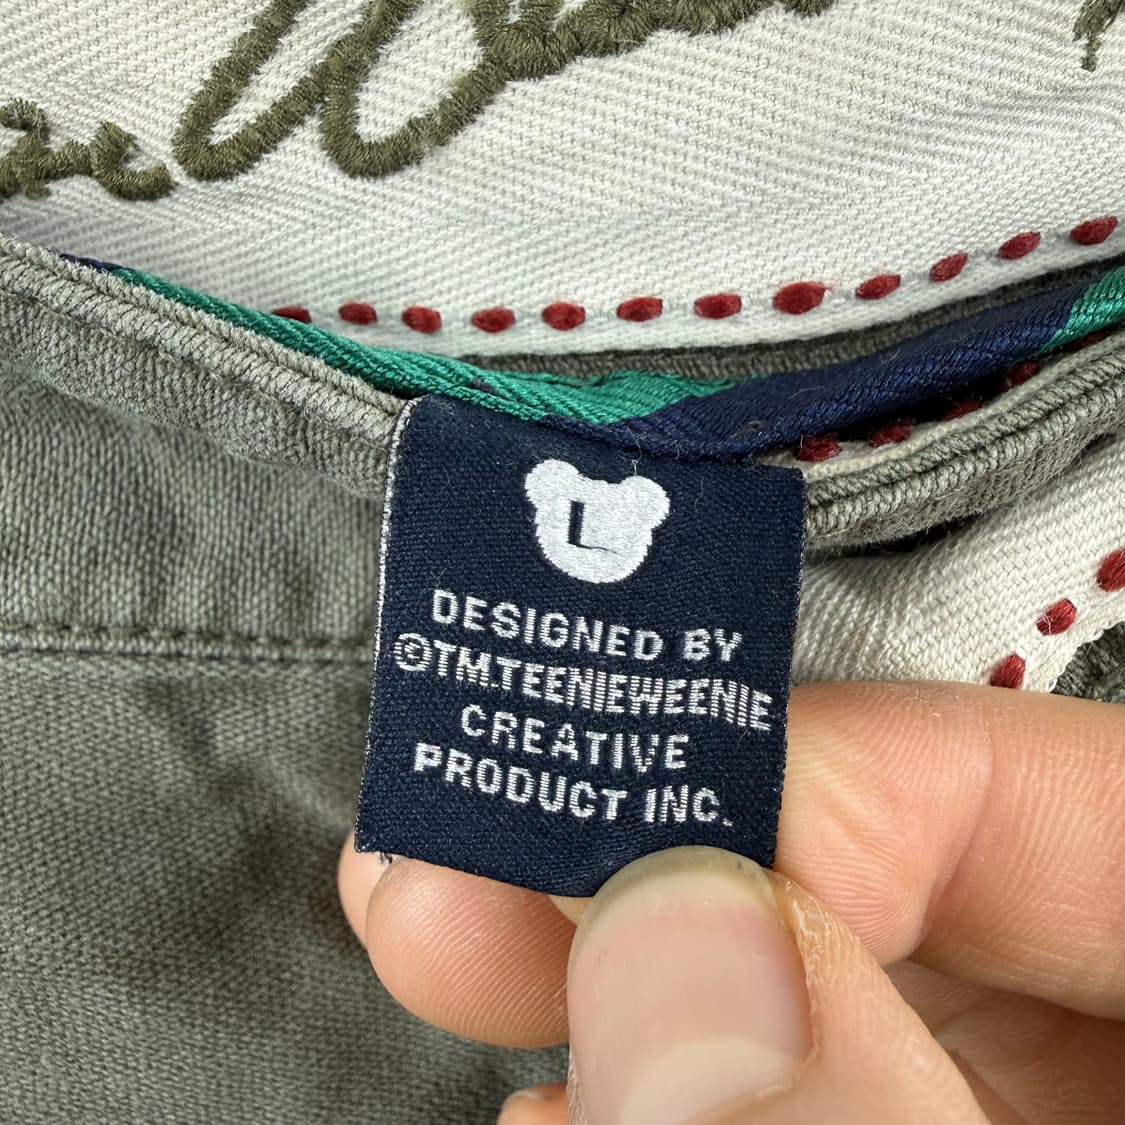 L
DESIGNED BY
©TM.TEENIEWEENIE
CREATIVE
PRODUCT INC.